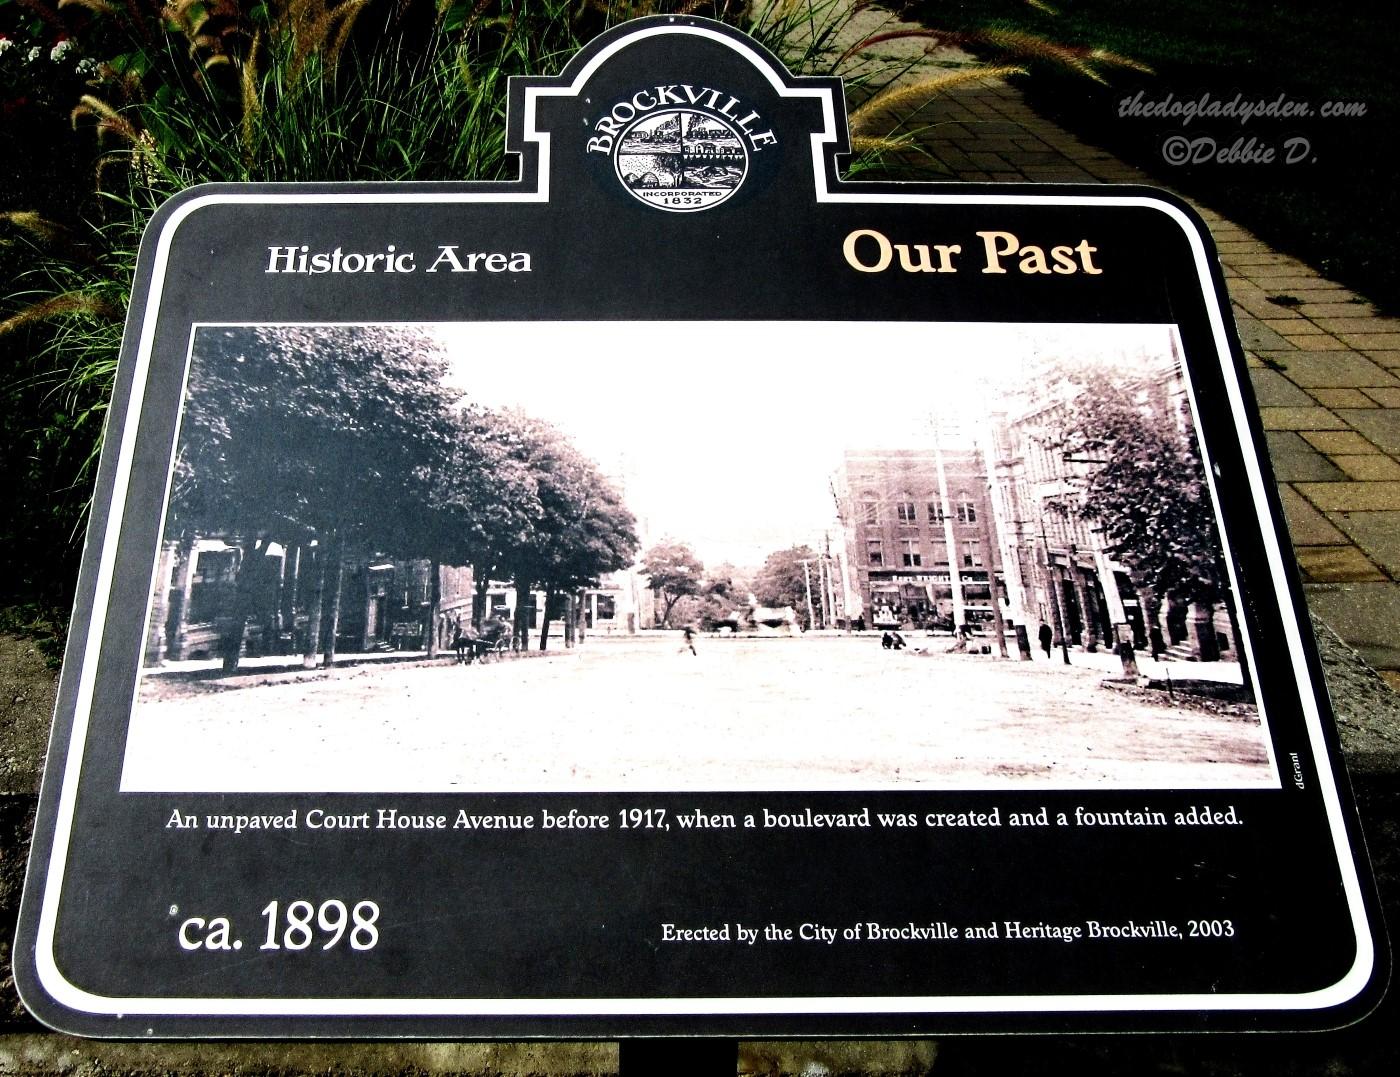 thedogladysden.com
©Debbie D.
BROCKVILLE
INCORPORATED
1832
Historic Area
Our Past
dGrant
An unpaved Court House Avenue before 1917, when a boulevard was created and a fountain added.
ca. 1898
Erected by the City of Brockville and Heritage Brockville, 2003